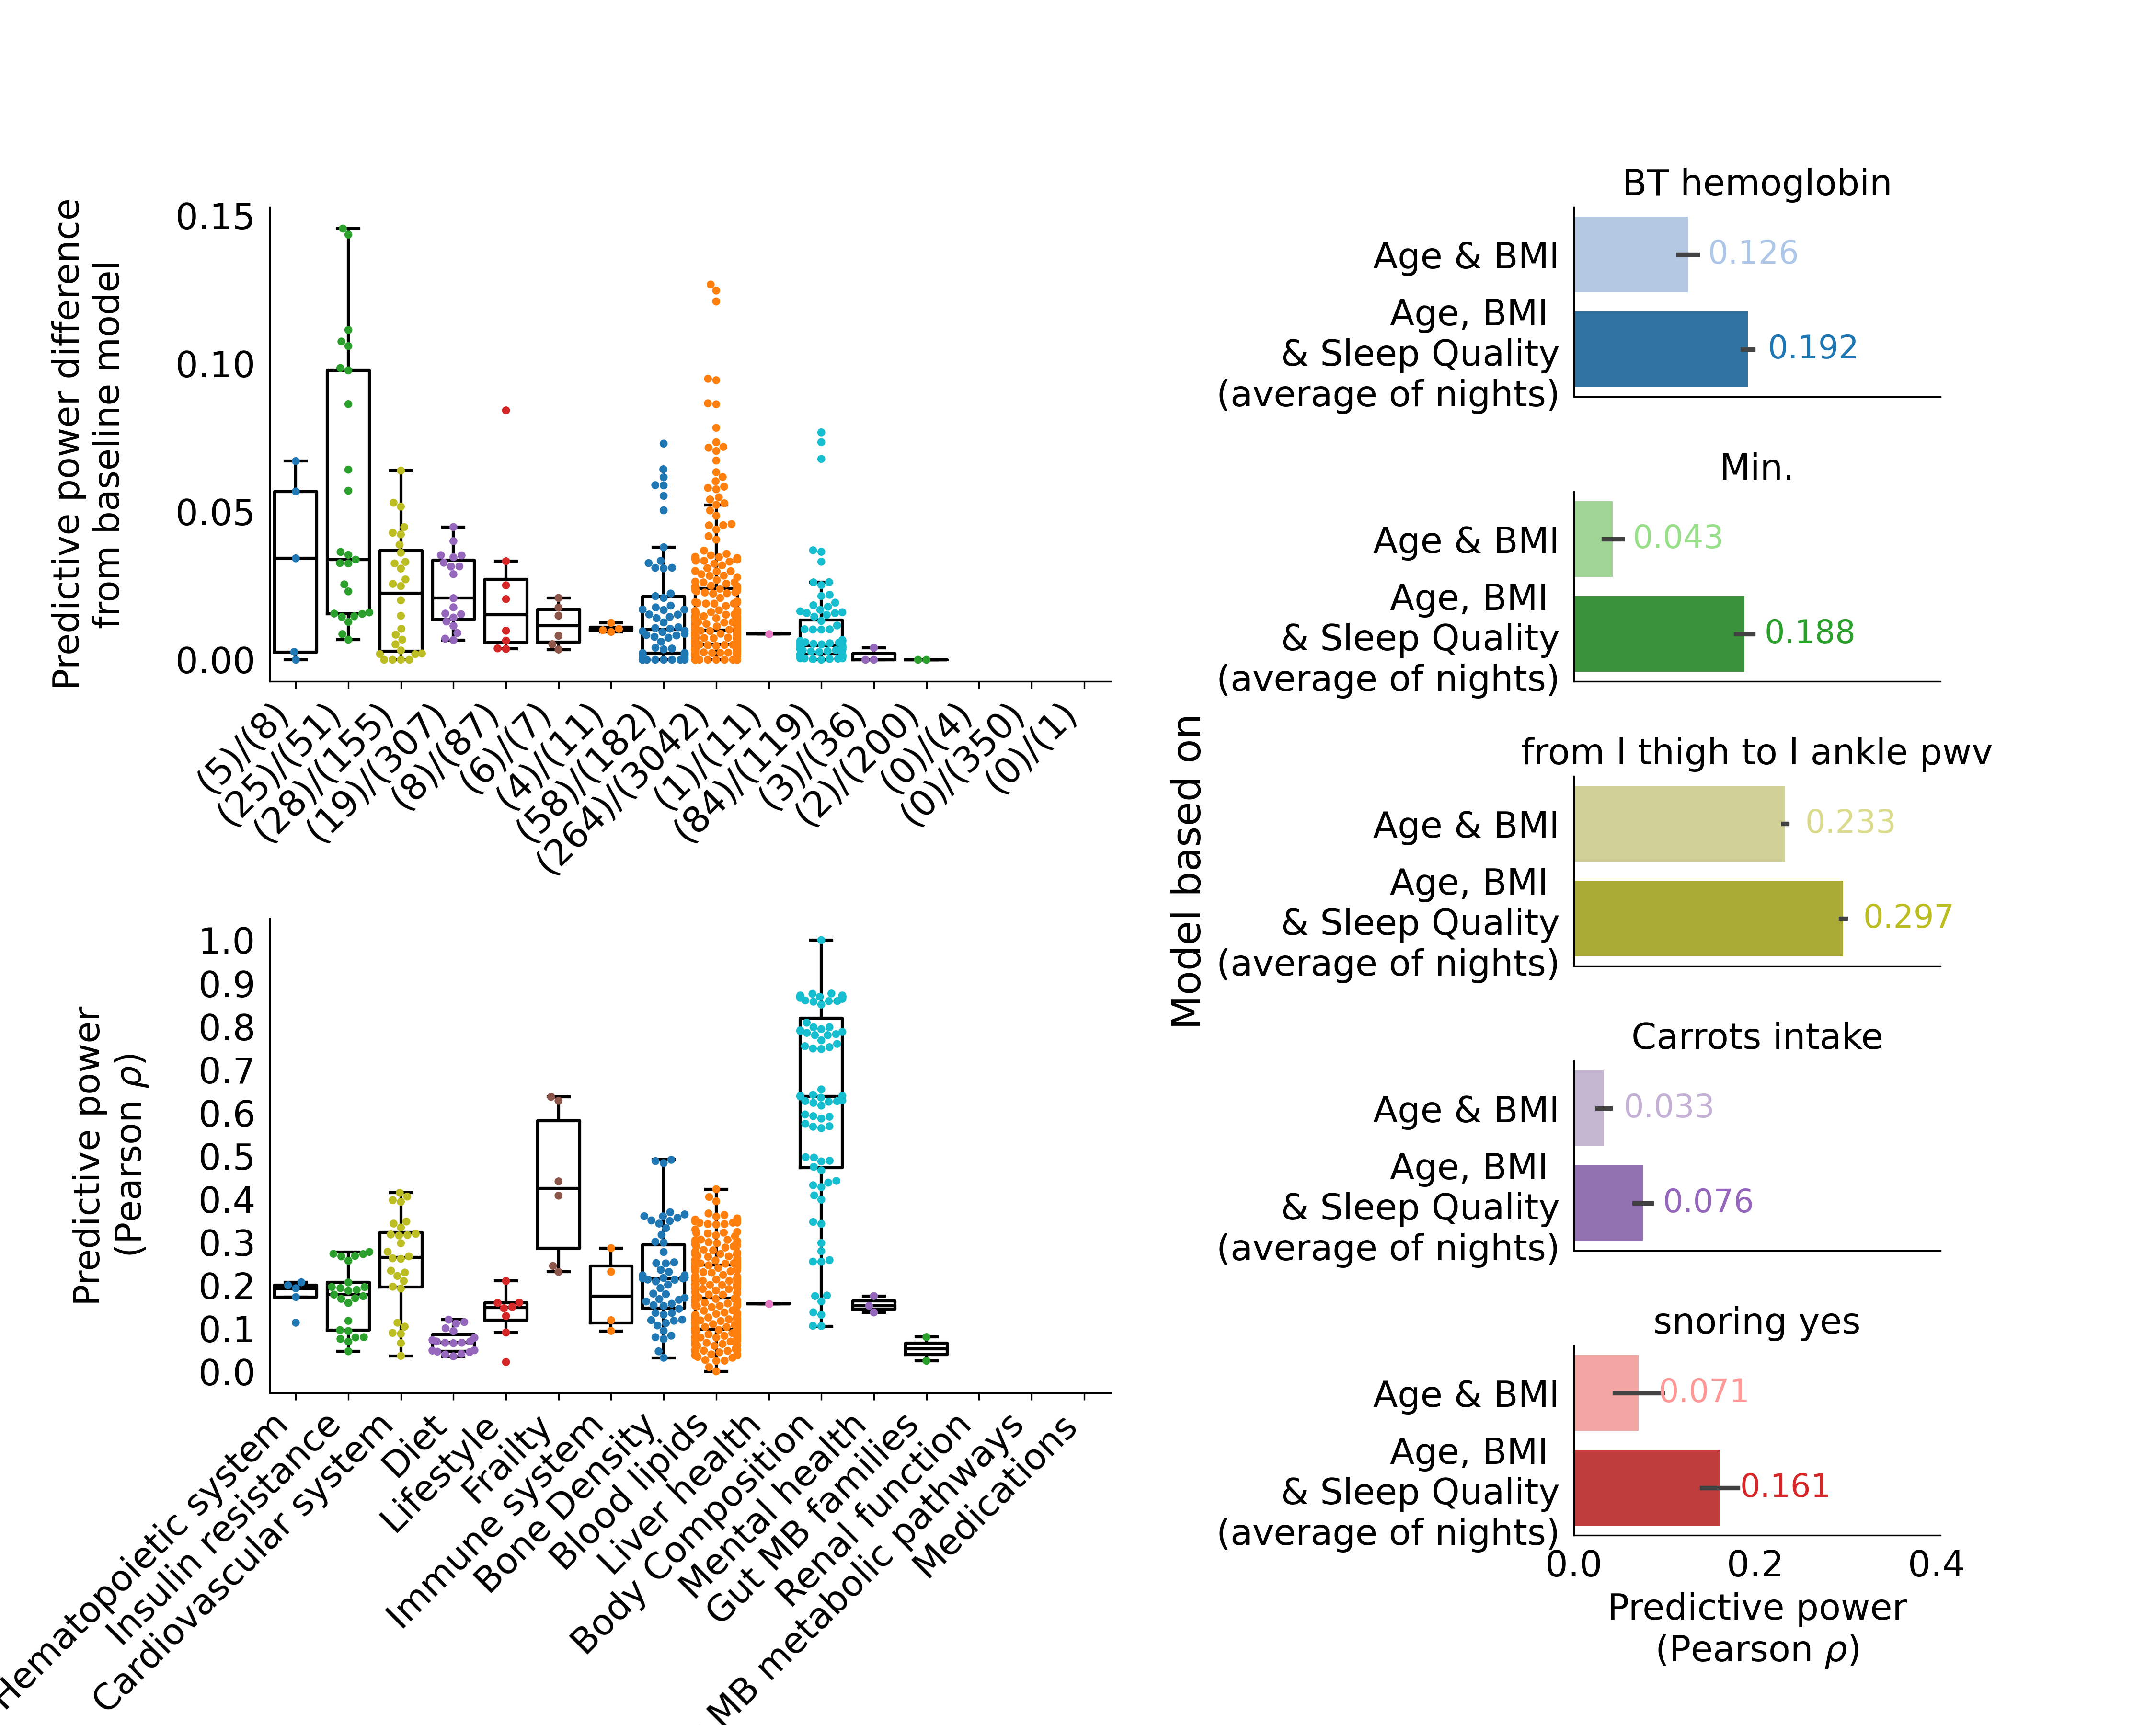 Predictive power difference
from baseline model
0.15
0.10
0.05
0.00
(5)/(8)
(25)/(51)
(28)/(155)
(19)/(307)
(8)/(87)
(6)/(7)
(4)/(11)
(58)/(182)
(264)/(3042)
(1)/(11)
(84)/(119)
(3)/(36)
(2)/(200)
(0)/(4)
(0)/(350)
(0)/(1)
Predictive power
(Pearson ρ)
1.0
0.9
0.8
0.7
0.6
0.5
0.4
0.3
0.2
0.1
0.0
Hematopoietic system
Insulin resistance
Cardiovascular system
Diet
Lifestyle
Frailty
Immune system
Bone Density
Blood lipids
Liver health
Body Composition
Mental health
Gut MB families
Renal function
MB metabolic pathways
Medications
Model based on
BT hemoglobin
Age & BMI
0.126
Age, BMI
& Sleep Quality
(average of nights)
0.192
Min.
Age & BMI
0.043
Age, BMI
& Sleep Quality
(average of nights)
0.188
from l thigh to l ankle pwv
Age & BMI
0.233
Age, BMI
& Sleep Quality
(average of nights)
0.297
Carrots intake
Age & BMI
0.033
Age, BMI
& Sleep Quality
(average of nights)
0.076
snoring yes
Age & BMI
0.071
Age, BMI
& Sleep Quality
(average of nights)
0.161
0.0 0.2 0.4
Predictive power
(Pearson ρ)